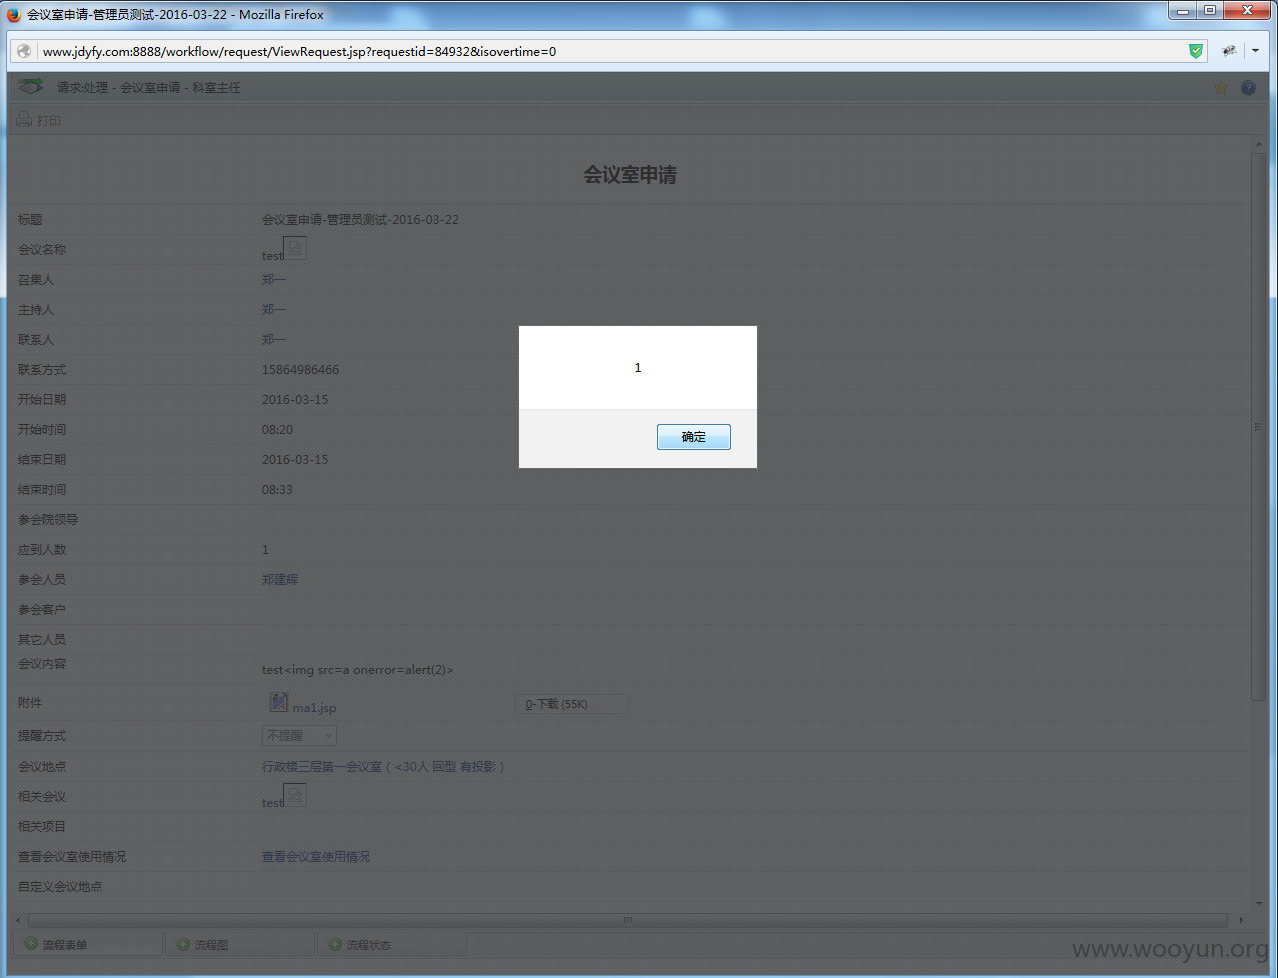 会议室申请-管理员测试-2016-03-22 - Mozilla Firefox
www.jdyfy.com:8888/workflow/request/ViewRequest.jsp?requestid=84932&isovertime=0
请求:处理 - 会议室申请 - 科室主任
打印
会议室申请
标题 会议室申请-管理员测试-2016-03-22
会议名称 test
召集人 郑一
主持人 郑一
联系人 郑一
联系方式 15864986466
开始日期 2016-03-15
开始时间 08:20
结束日期 2016-03-15
结束时间 08:33
参会院领导
应到人数 1
参会人员 郑建辉
参会客户
其它人员
会议内容 test<img src=a onerror=alert(2)>
附件 ma1.jsp 0-下载 (55K)
提醒方式 不提醒
会议地点 行政楼三层第一会议室（<30人 回型 有投影）
相关会议 test
相关项目
查看会议室使用情况 查看会议室使用情况
自定义会议地点
1
确定
流程表单 流程图 流程状态
www.wooyun.org